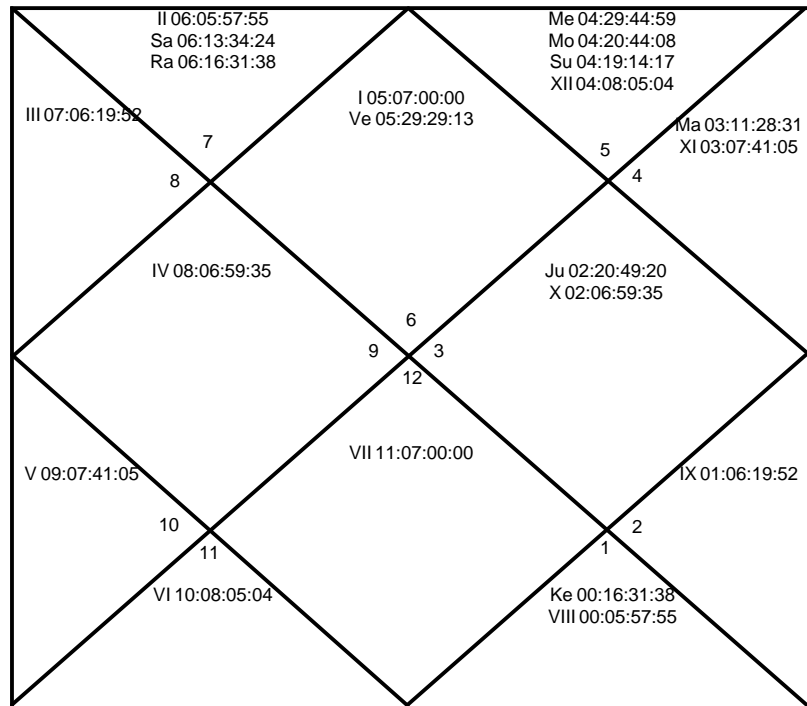 II 06:05:57:55
Sa 06:13:34:24
Ra 06:16:31:38
Me 04:29:44:59
Mo 04:20:44:08
Su 04:19:14:17
XII 04:08:05:04
I 05:07:00:00
Ve 05:29:29:13
III 07:06:19:52
Ma 03:11:28:31
XI 03:07:41:05
7
5
8
4
IV 08:06:59:35
Ju 02:20:49:20
X 02:06:59:35
6
9
3
12
VII 11:07:00:00
V 09:07:41:05
IX 01:06:19:52
10
2
11
1
VI 10:08:05:04
Ke 00:16:31:38
VIII 00:05:57:55